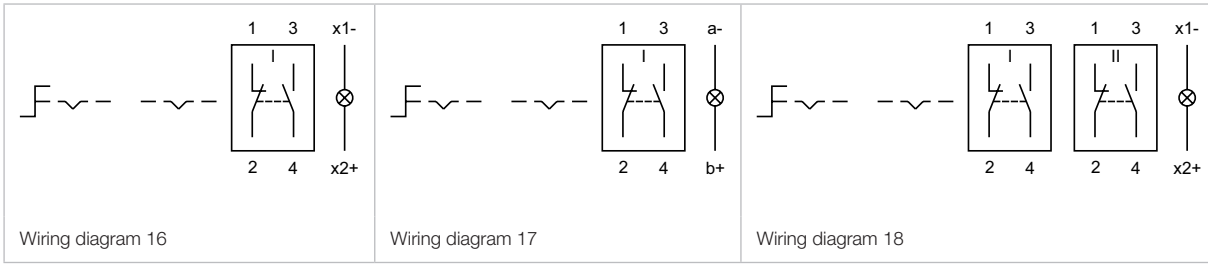 1 3 x1-
I
2 4 x2+
Wiring diagram 16
1 3 a-
I
2 4 b+
Wiring diagram 17
1 3 1 3 x1-
I II
2 4 2 4 x2+
Wiring diagram 18